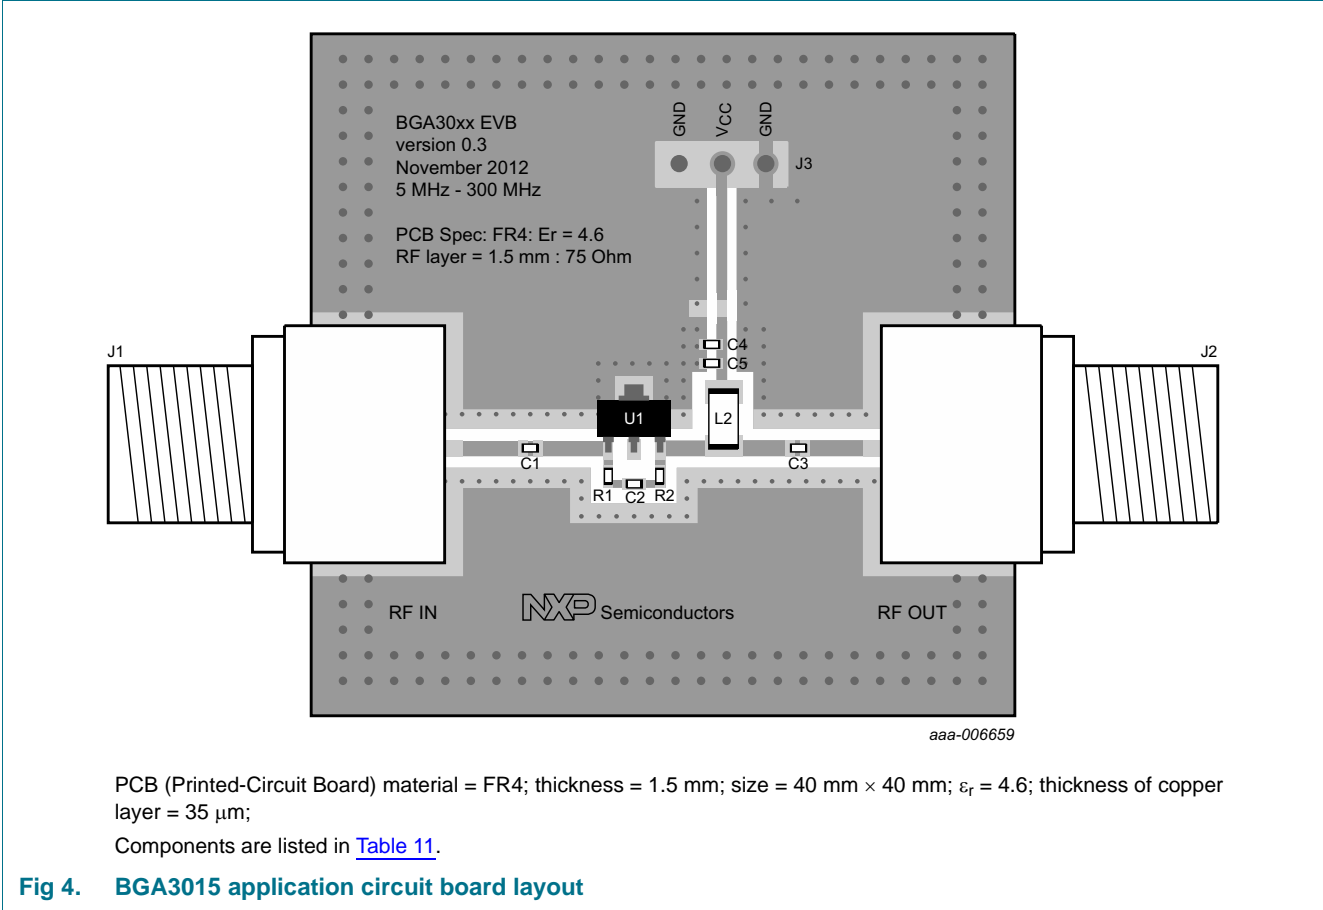 GND VCC GND
BGA30xx EVB
version 0.3
November 2012
5 MHz - 300 MHz
J3
PCB Spec: FR4: Er = 4.6
RF layer = 1.5 mm : 75 Ohm
J1
J2
C4
C5
U1
L2
C1
C3
R1 C2 R2
RF IN
NXP Semiconductors
RF OUT
aaa-006659
PCB (Printed-Circuit Board) material = FR4; thickness = 1.5 mm; size = 40 mm × 40 mm; εr = 4.6; thickness of copper
layer = 35 μm;
Components are listed in Table 11.
Fig 4. BGA3015 application circuit board layout